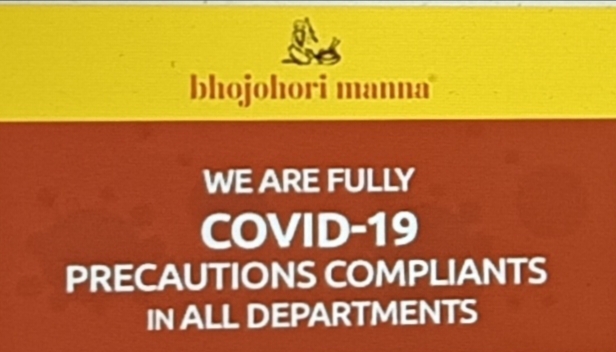 bhojohori manna
WE ARE FULLY
COVID-19
PRECAUTIONS COMPLIANTS
IN ALL DEPARTMENTS